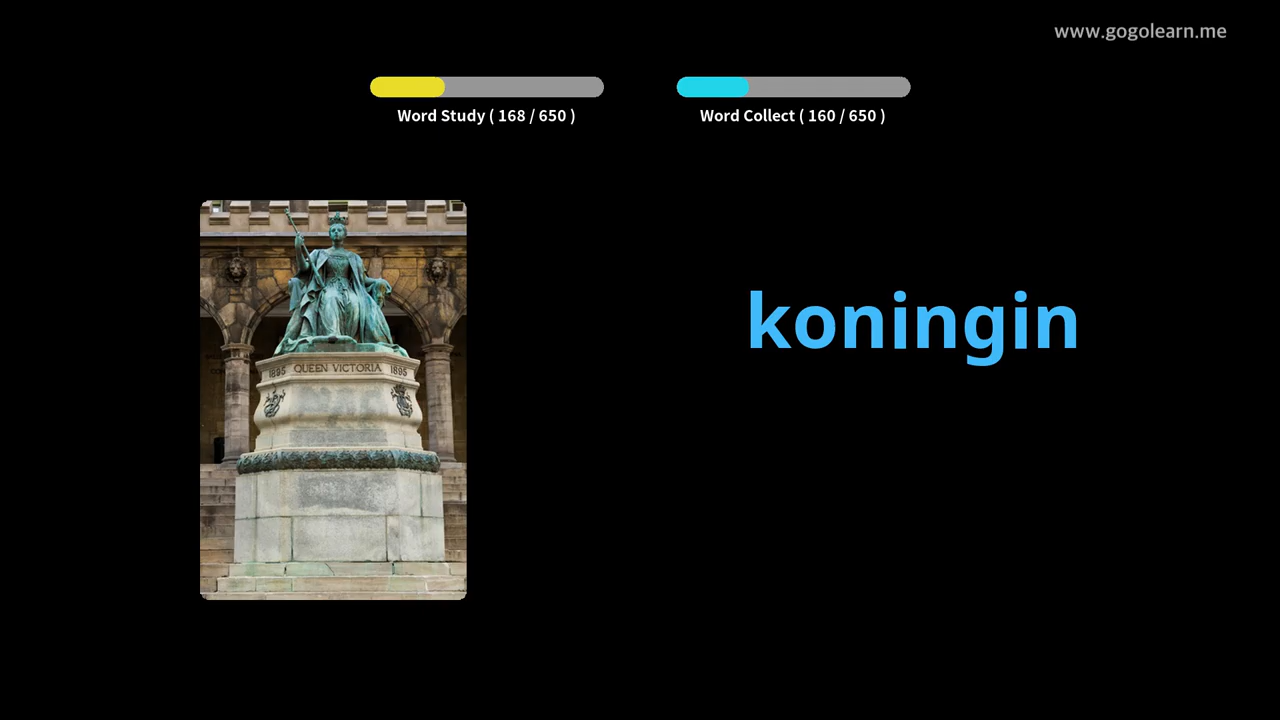 www.gogolearn.me
Word Study ( 168 / 650 )
Word Collect ( 160 / 650 )
koningin
1895 QUEEN VICTORIA 1895